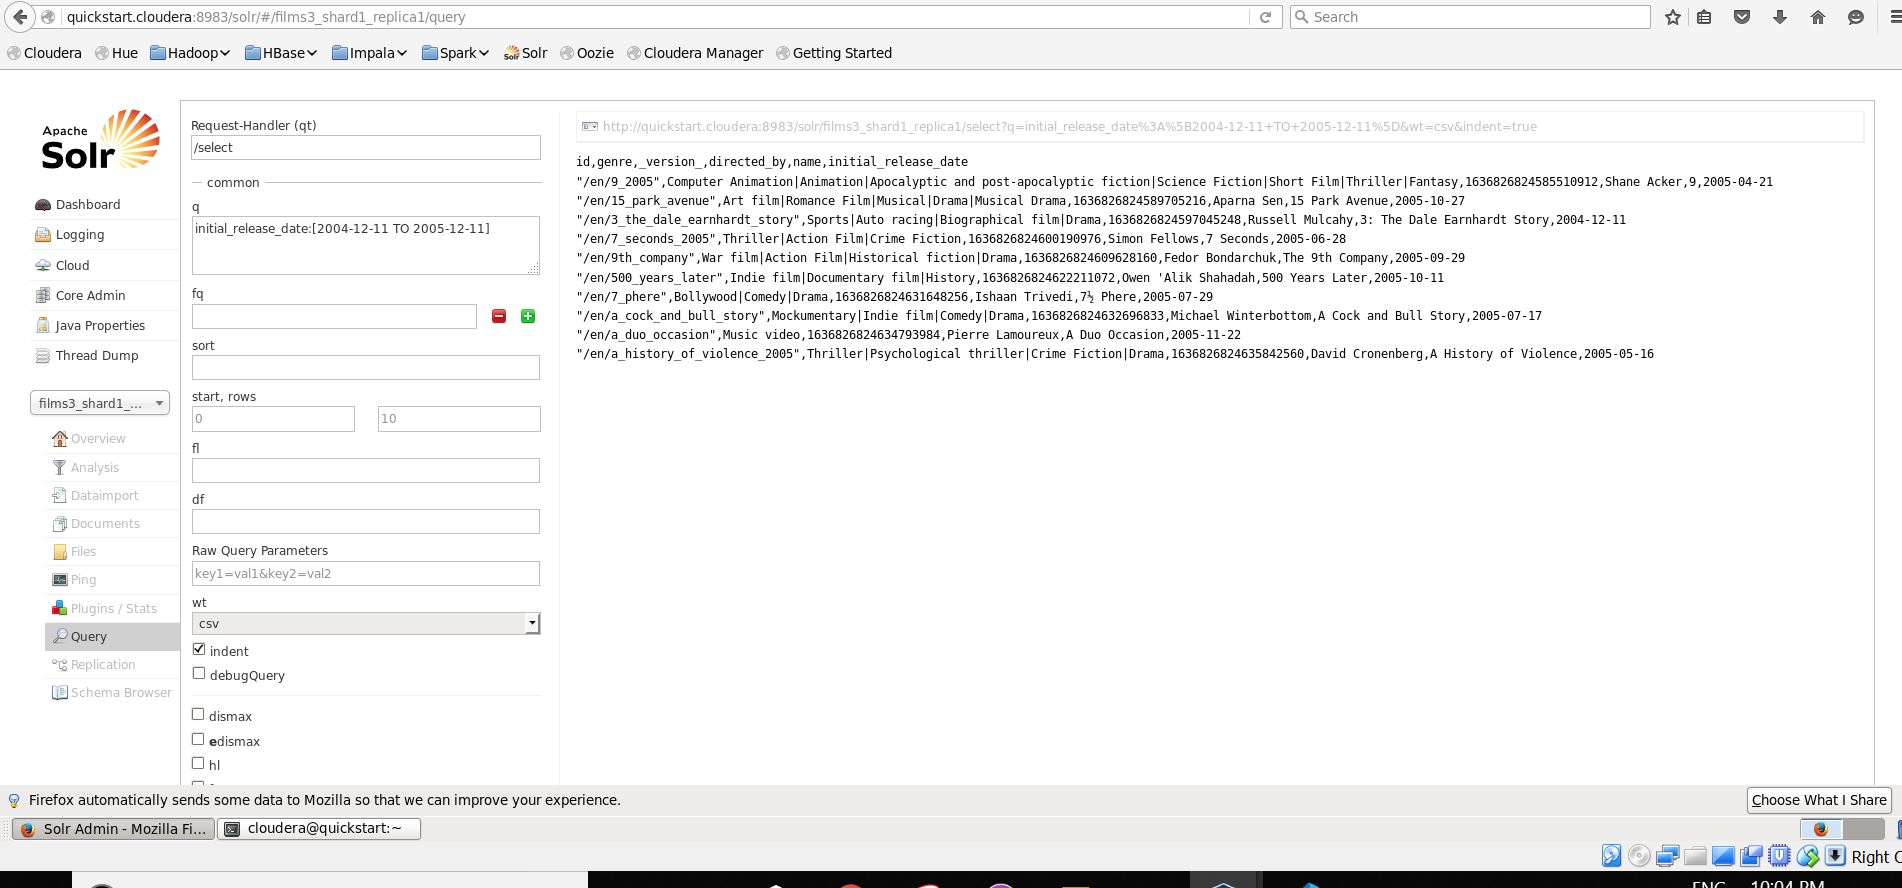 quickstart.cloudera:8983/solr/#/films3_shard1_replica1/query
Search
Cloudera Hue Hadoop HBase Impala Spark Solr Oozie Cloudera Manager Getting Started
Apache
Solr
Dashboard
Logging
Cloud
Core Admin
Java Properties
Thread Dump
films3_shard1_...
Overview
Analysis
Dataimport
Documents
Files
Ping
Plugins / Stats
Query
Replication
Schema Browser
Request-Handler (qt)
/select
common
q
initial_release_date:[2004-12-11 TO 2005-12-11]
fq
sort
start, rows
0 10
fl
df
Raw Query Parameters
key1=val1&key2=val2
wt
csv
indent
debugQuery
dismax
edismax
hl
http://quickstart.cloudera:8983/solr/films3_shard1_replica1/select?q=initial_release_date%3A%5B2004-12-11+TO+2005-12-11%5D&wt=csv&indent=true
id,genre,_version_,directed_by,name,initial_release_date
"/en/9_2005",Computer Animation|Animation|Apocalyptic and post-apocalyptic fiction|Science Fiction|Short Film|Thriller|Fantasy,1636826824585510912,Shane Acker,9,2005-04-21
"/en/15_park_avenue",Art film|Romance Film|Musical|Drama|Musical Drama,1636826824589705216,Aparna Sen,15 Park Avenue,2005-10-27
"/en/3_the_dale_earnhardt_story",Sports|Auto racing|Biographical film|Drama,1636826824597045248,Russell Mulcahy,3: The Dale Earnhardt Story,2004-12-11
"/en/7_seconds_2005",Thriller|Action Film|Crime Fiction,1636826824600190976,Simon Fellows,7 Seconds,2005-06-28
"/en/9th_company",War film|Action Film|Historical fiction|Drama,1636826824609628160,Fedor Bondarchuk,The 9th Company,2005-09-29
"/en/500_years_later",Indie film|Documentary film|History,1636826824622211072,Owen 'Alik Shahadah,500 Years Later,2005-10-11
"/en/7_phere",Bollywood|Comedy|Drama,1636826824631648256,Ishaan Trivedi,7½ Phere,2005-07-29
"/en/a_cock_and_bull_story",Mockumentary|Indie film|Comedy|Drama,1636826824632696833,Michael Winterbottom,A Cock and Bull Story,2005-07-17
"/en/a_duo_occasion",Music video,1636826824634793984,Pierre Lamoureux,A Duo Occasion,2005-11-22
"/en/a_history_of_violence_2005",Thriller|Psychological thriller|Crime Fiction|Drama,1636826824635842560,David Cronenberg,A History of Violence,2005-05-16
Firefox automatically sends some data to Mozilla so that we can improve your experience.
Choose What I Share
Solr Admin - Mozilla Fi...
cloudera@quickstart:~
Right C
ENG 10:04 PM